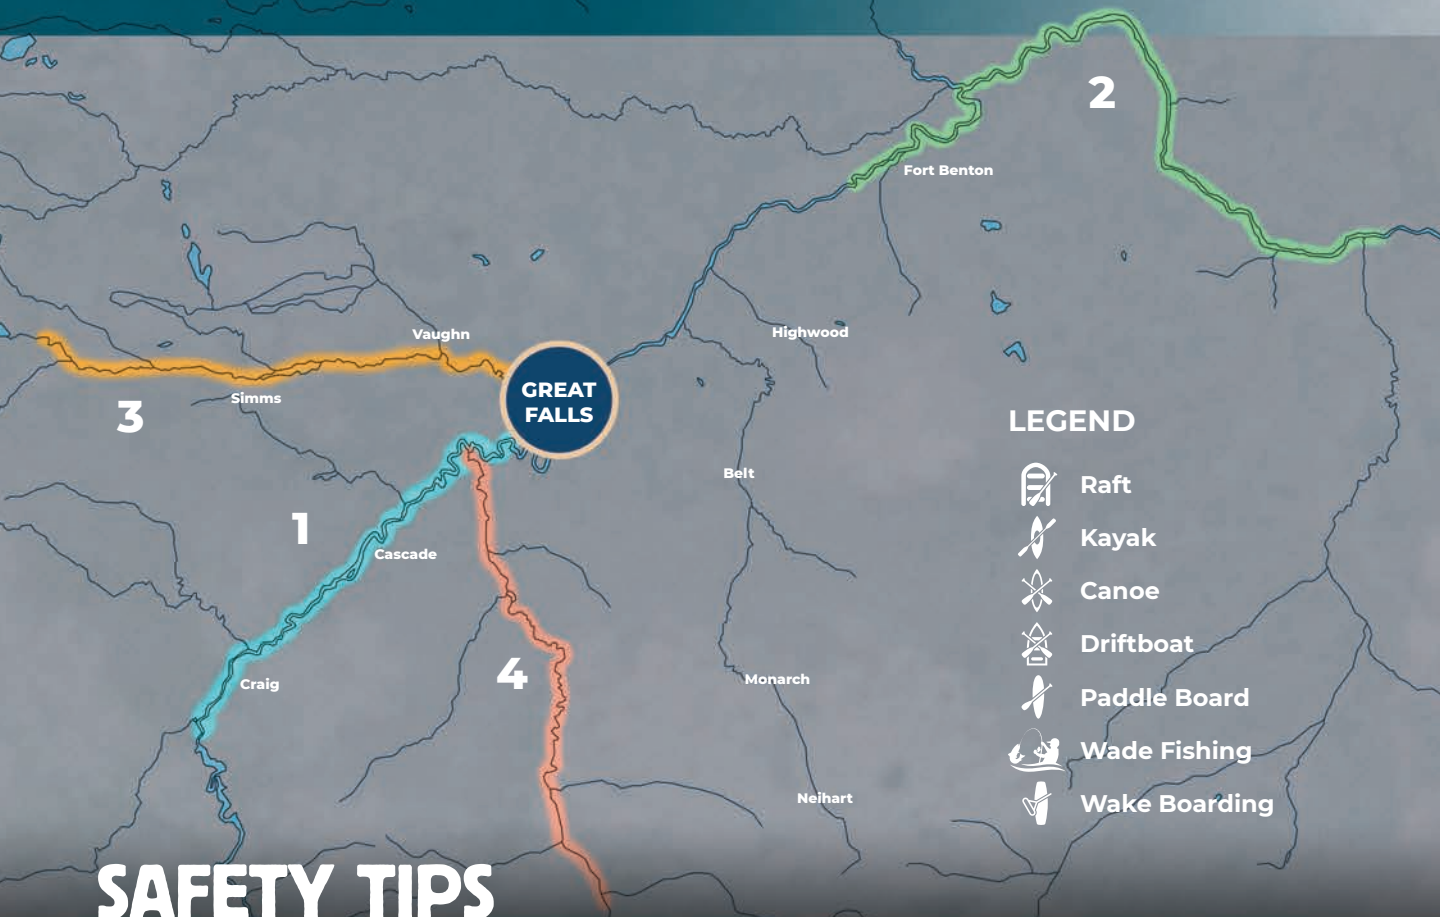 2
Fort Benton
Vaughn
Highwood
GREAT
FALLS
Simms
3
LEGEND
Belt
Raft
1
Kayak
Cascade
Canoe
Driftboat
4
Craig
Monarch
Paddle Board
Wade Fishing
Neihart
Wake Boarding
SAFETY TIPS